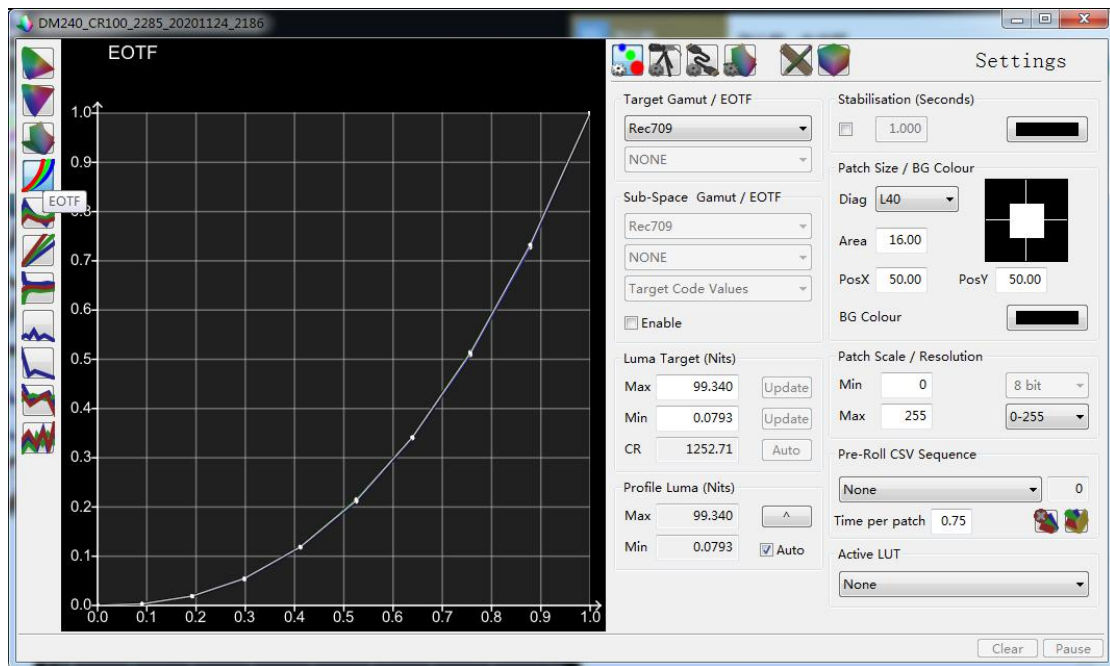 DM240_CR100_2285_20201124_2186
EOTF
EOTF
1.0
0.9
0.8
0.7
0.6
0.5
0.4
0.3
0.2
0.1
0.0
0.0 0.1 0.2 0.3 0.4 0.5 0.6 0.7 0.8 0.9 1.0
Settings
Target Gamut / EOTF
Rec709
NONE
Sub-Space Gamut / EOTF
Rec709
NONE
Target Code Values
Enable
Luma Target (Nits)
Max 99.340 Update
Min 0.0793 Update
CR 1252.71 Auto
Profile Luma (Nits)
Max 99.340 ^
Min 0.0793 Auto
Stabilisation (Seconds)
1.000
Patch Size / BG Colour
Diag L40
Area 16.00
PosX 50.00 PosY 50.00
BG Colour
Patch Scale / Resolution
Min 0 8 bit
Max 255 0-255
Pre-Roll CSV Sequence
None 0
Time per patch 0.75
Active LUT
None
Clear Pause